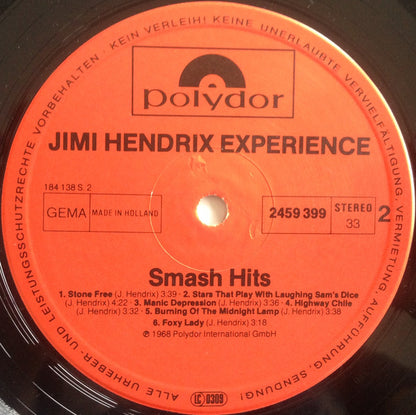 KEIN VERLEIH! KEINE UNERLAUBTE VERVIELFÄLTIGUNG, AUFFÜHRUNG, SENDUNG!
ALLE URHEBER- UND LEISTUNGSSCHUTZRECHTE VORBEHALTEN ·
polydor
JIMI HENDRIX EXPERIENCE
184 138 S. 2
GEMA MADE IN HOLLAND 2459 399 STEREO 33 2
Smash Hits
1. Stone Free (J. Hendrix) 3:39 · 2. Stars That Play With Laughing Sam's Dice
(J. Hendrix) 4:22 · 3. Manic Depression (J. Hendrix) 3:36 · 4. Highway Chile
(J. Hendrix) 3:32 · 5. Burning Of The Midnight Lamp (J. Hendrix) 3:38
6. Foxy Lady (J. Hendrix) 3:18
℗ 1968 Polydor International GmbH
LC 0309